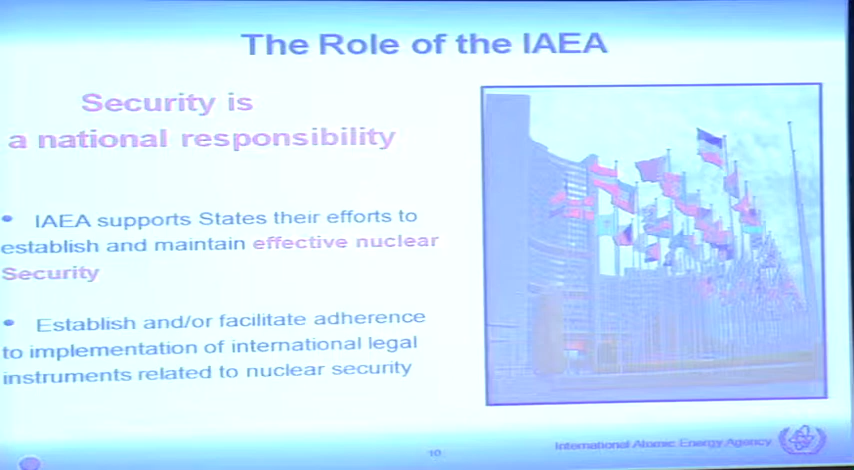 The Role of the IAEA
Security is
a national responsibility
• IAEA supports States their efforts to
establish and maintain effective nuclear
Security
• Establish and/or facilitate adherence
to implementation of international legal
instruments related to nuclear security
10
International Atomic Energy Agency